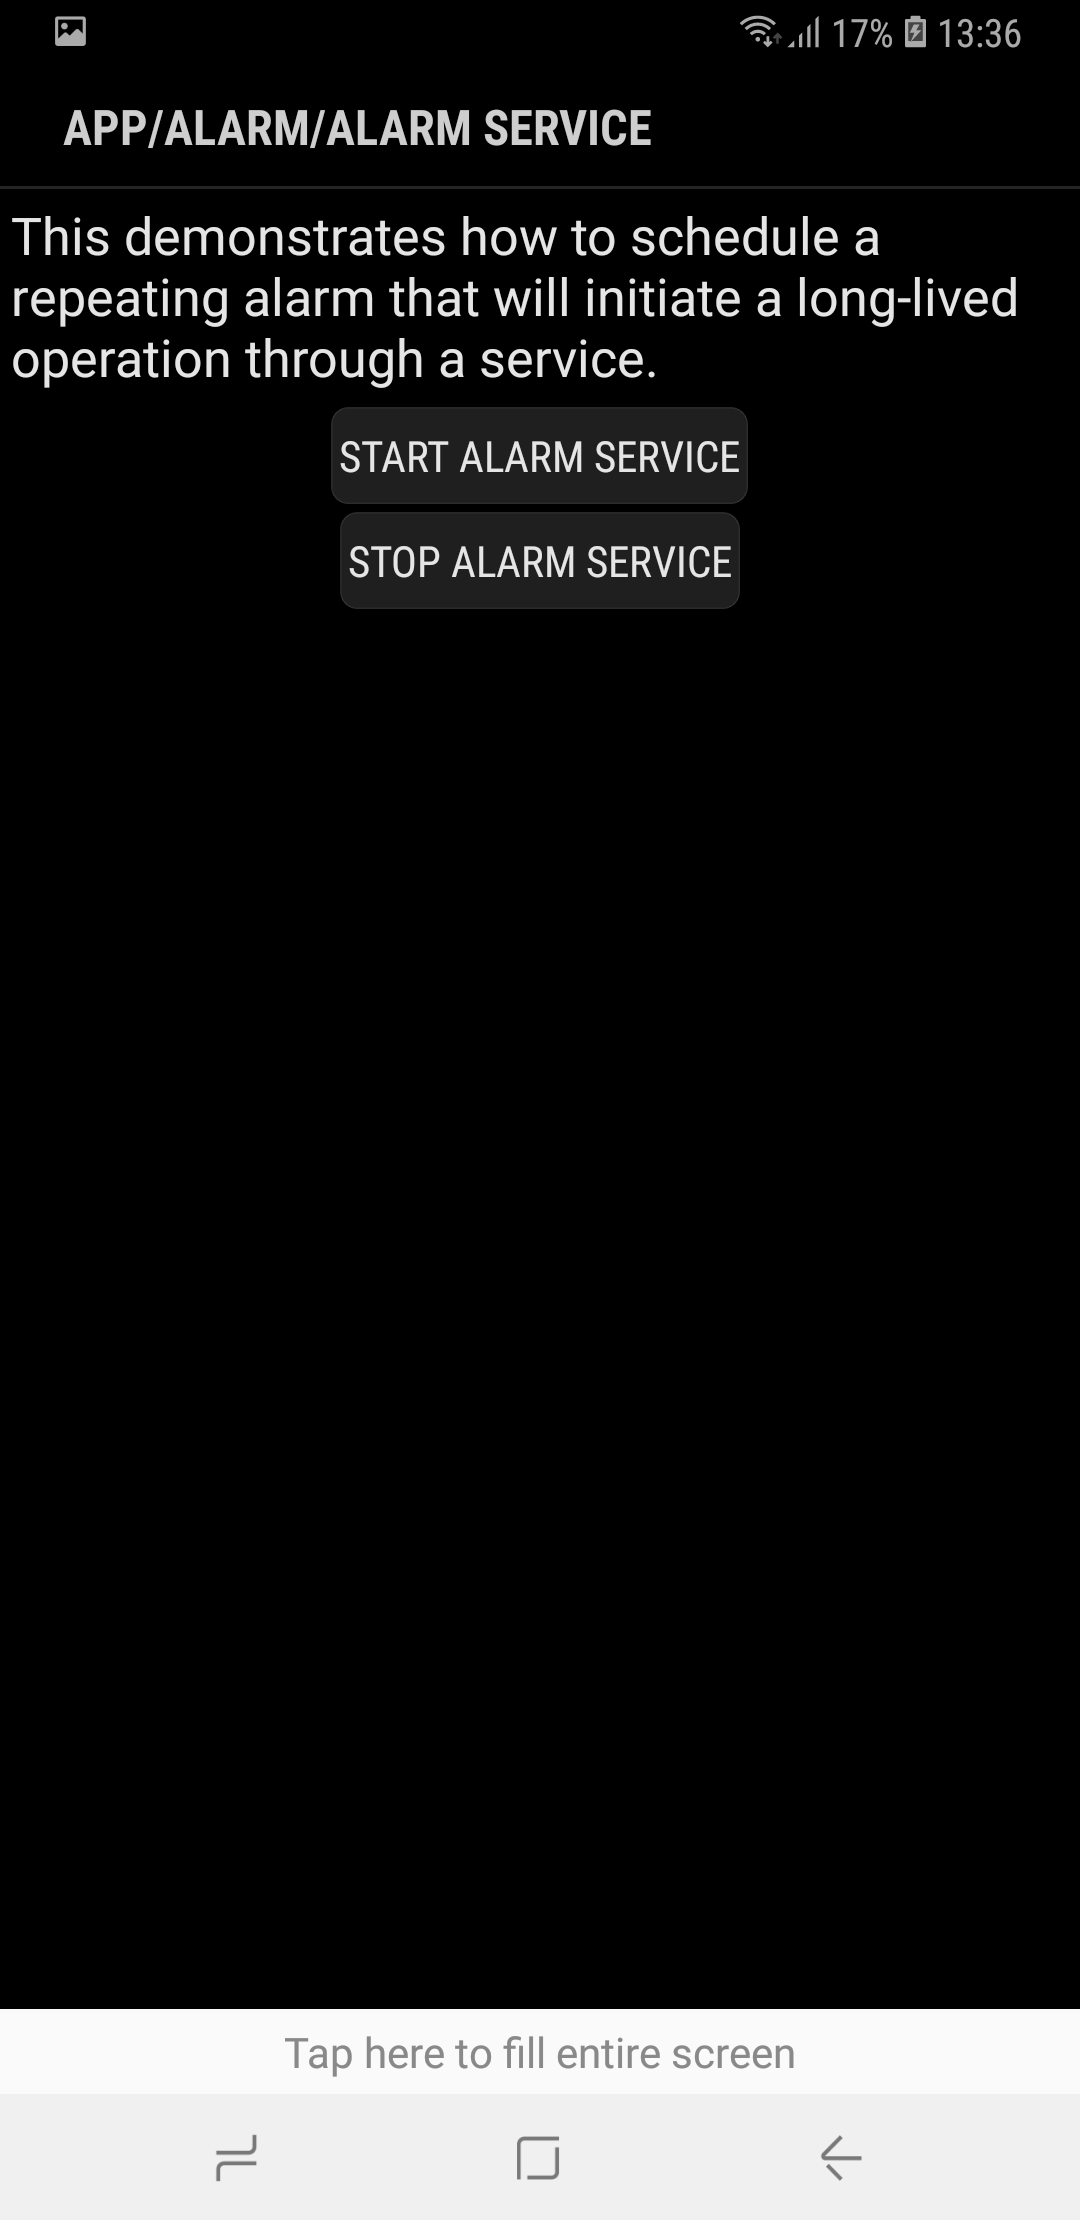 17% 13:36
APP/ALARM/ALARM SERVICE
This demonstrates how to schedule a
repeating alarm that will initiate a long-lived
operation through a service.
START ALARM SERVICE
STOP ALARM SERVICE
Tap here to fill entire screen